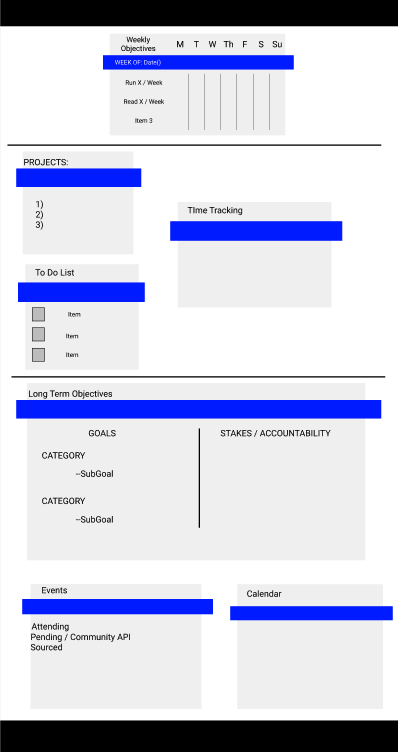 Weekly
Objectives
M T W Th F S Su
WEEK OF: Date()
Run X / Week
Read X / Week
Item 3
PROJECTS:
1)
2)
3)
TIme Tracking
To Do List
Item
Item
Item
Long Term Objectives
GOALS
STAKES / ACCOUNTABILITY
CATEGORY
--SubGoal
CATEGORY
--SubGoal
Events
Attending
Pending / Community API
Sourced
Calendar